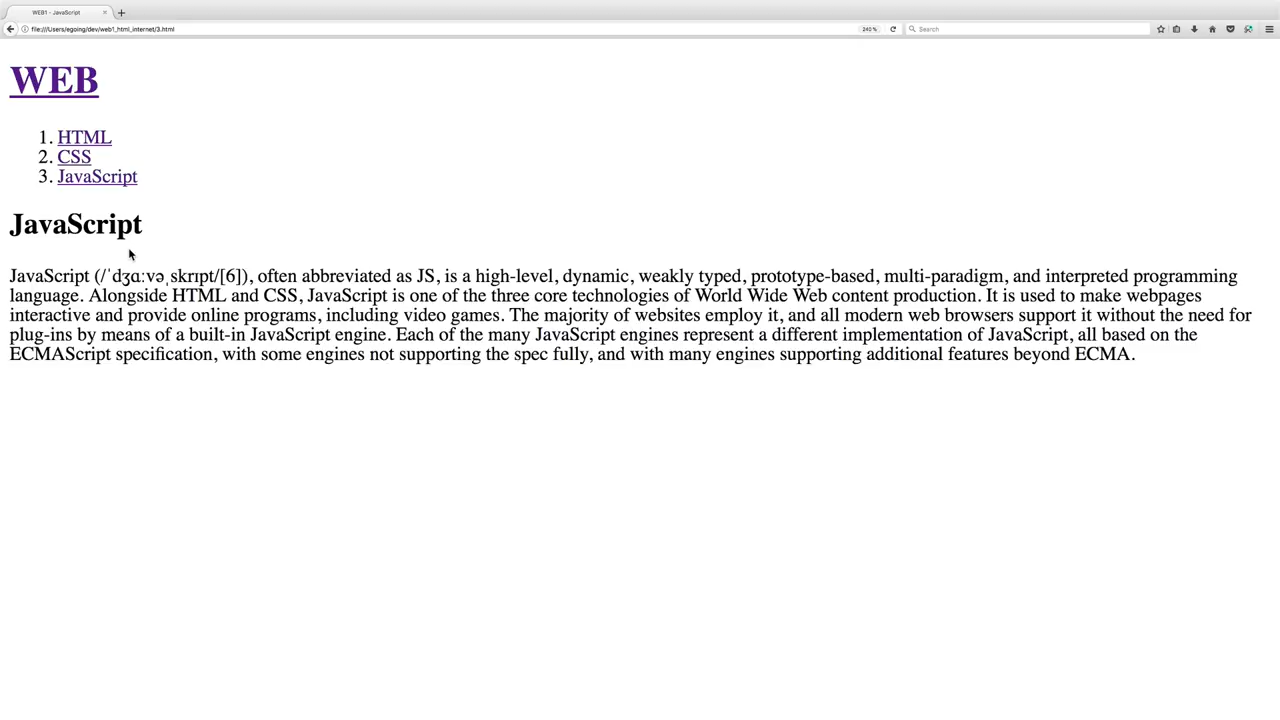 WEB1 - JavaScript
file:///Users/egoing/dev/web1_html_internet/3.html
240%
Search
WEB
1. HTML
2. CSS
3. JavaScript
JavaScript
JavaScript (/ˈdʒɑːvəˌskrɪpt/[6]), often abbreviated as JS, is a high-level, dynamic, weakly typed, prototype-based, multi-paradigm, and interpreted programming
language. Alongside HTML and CSS, JavaScript is one of the three core technologies of World Wide Web content production. It is used to make webpages
interactive and provide online programs, including video games. The majority of websites employ it, and all modern web browsers support it without the need for
plug-ins by means of a built-in JavaScript engine. Each of the many JavaScript engines represent a different implementation of JavaScript, all based on the
ECMAScript specification, with some engines not supporting the spec fully, and with many engines supporting additional features beyond ECMA.